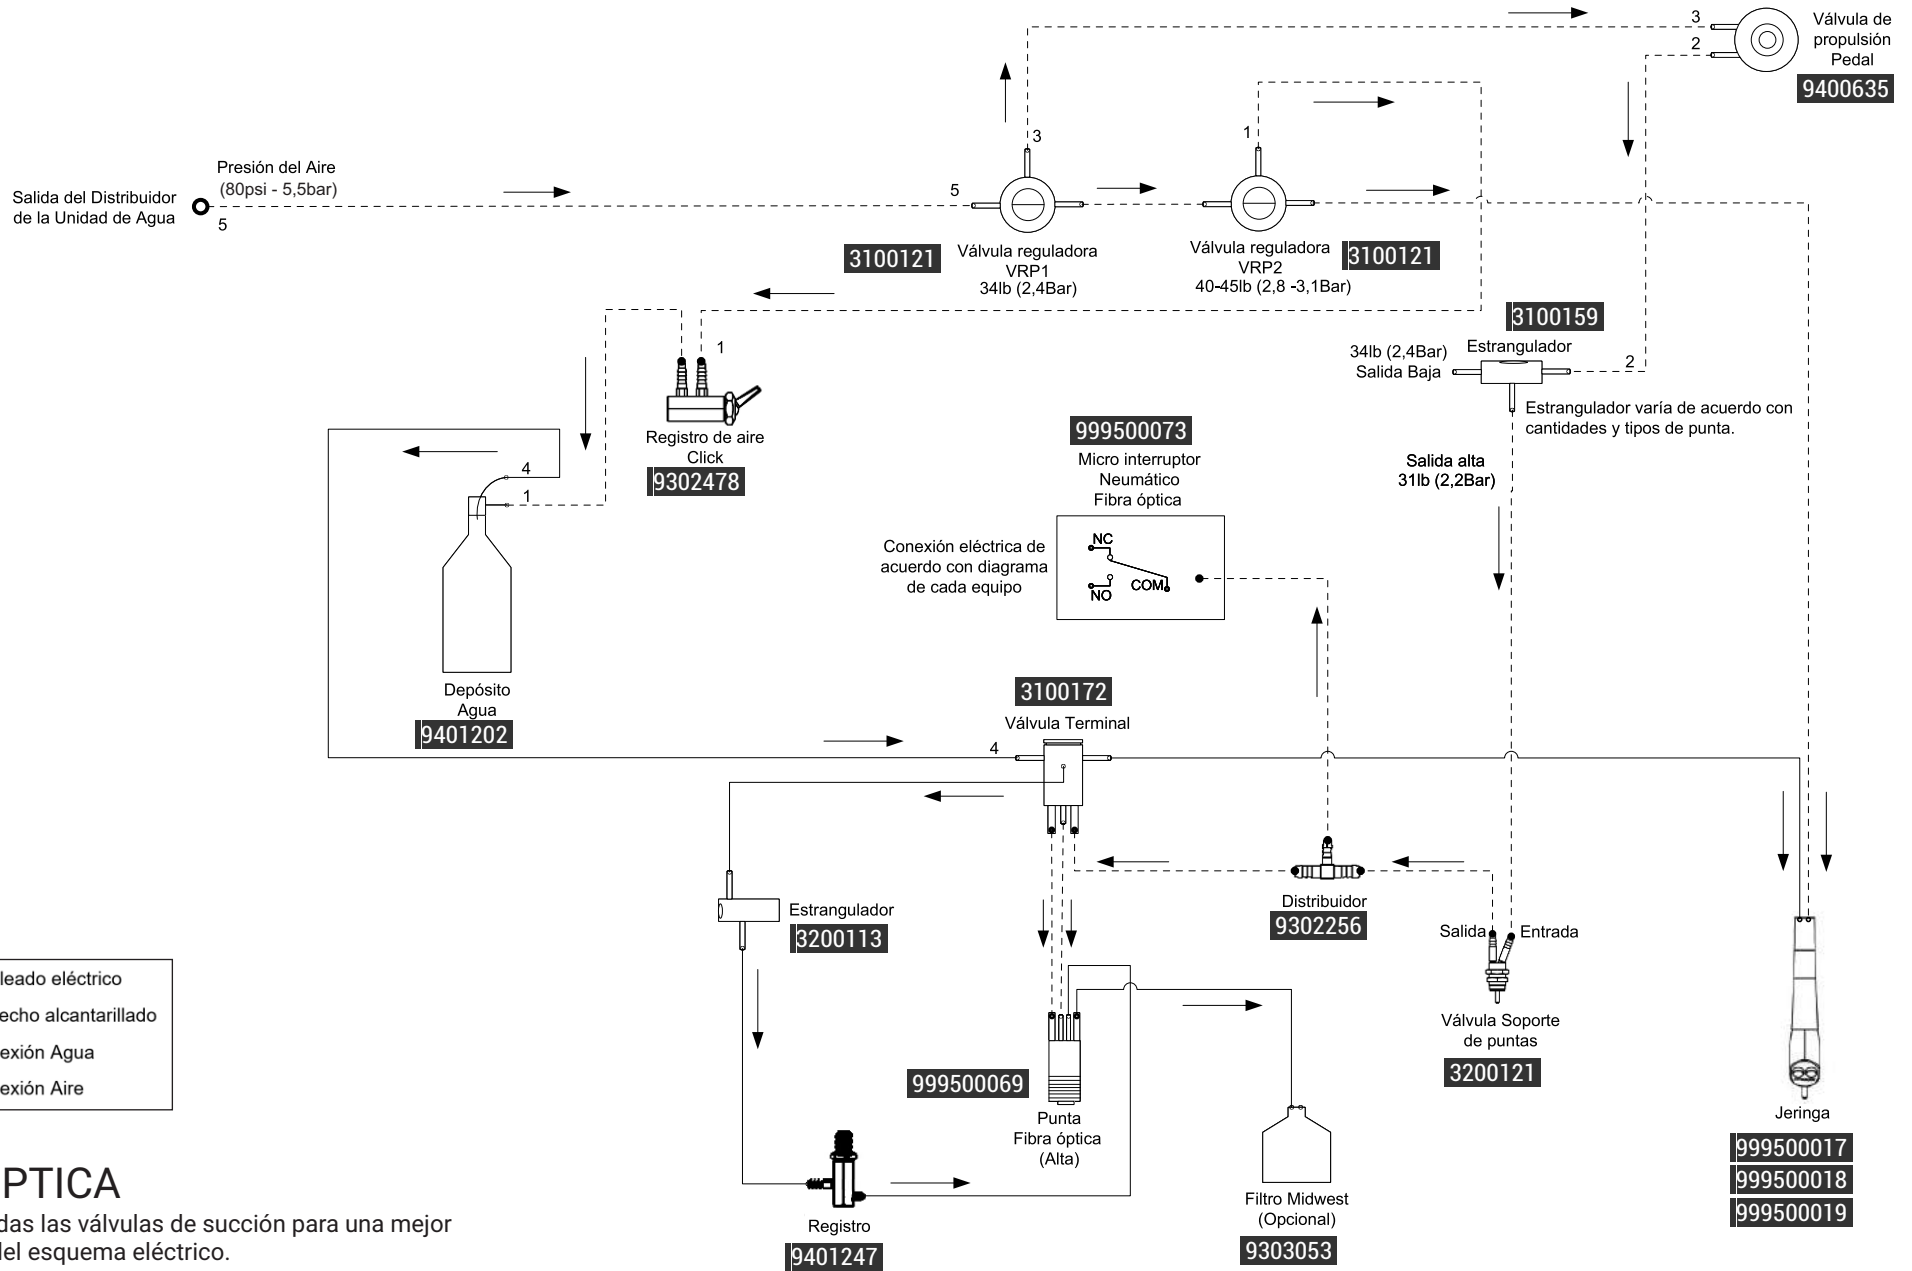 3
2
Válvula de
propulsión
Pedal
9400635
1
3
Presión del Aire
(80psi - 5,5bar)
Salida del Distribuidor
de la Unidad de Agua
5
5
3100121
Válvula reguladora
VRP1
34lb (2,4Bar)
Válvula reguladora
VRP2
40-45lb (2,8 -3,1Bar)
3100121
3100159
Estrangulador
34lb (2,4Bar)
Salida Baja
2
Estrangulador varía de acuerdo con
cantidades y tipos de punta.
1
Registro de aire
Click
9302478
999500073
Micro interruptor
Neumático
Fibra óptica
Salida alta
31lb (2,2Bar)
4
1
Conexión eléctrica de
acuerdo con diagrama
de cada equipo
NC
NO
COM
Depósito
Agua
9401202
3100172
Válvula Terminal
4
Estrangulador
3200113
Distribuidor
9302256
Salida
Entrada
Válvula Soporte
de puntas
3200121
leado eléctrico
echo alcantarillado
exión Agua
exión Aire
999500069
Punta
Fibra óptica
(Alta)
Jeringa
999500017
999500018
999500019
PTICA
das las válvulas de succión para una mejor
del esquema eléctrico.
Registro
9401247
Filtro Midwest
(Opcional)
9303053